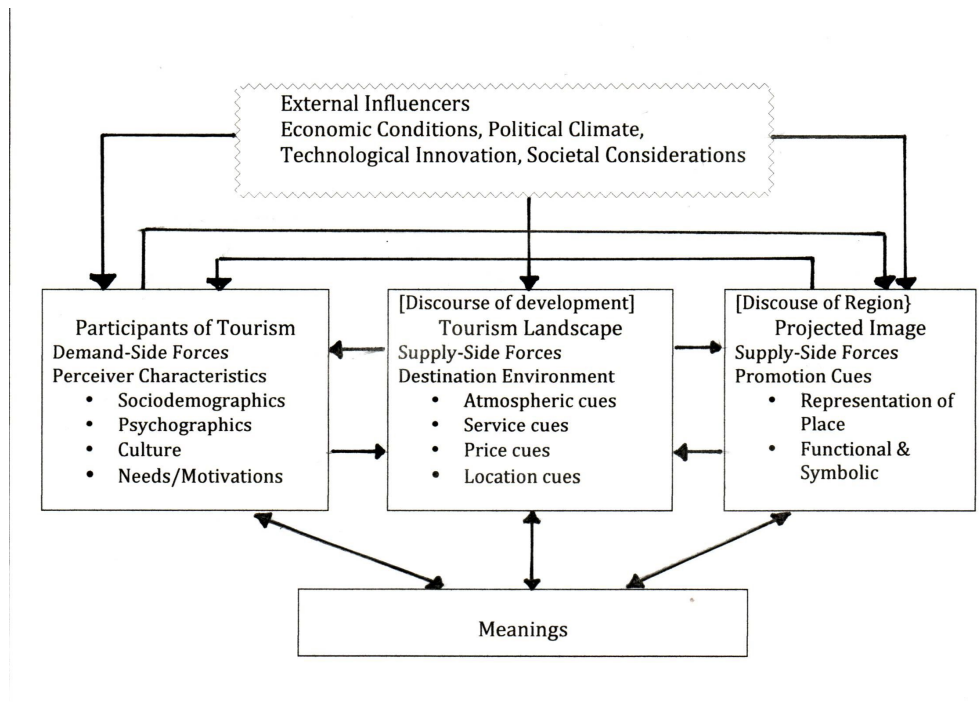 External Influencers
Economic Conditions, Political Climate,
Technological Innovation, Societal Considerations
Participants of Tourism
Demand-Side Forces
Perceiver Characteristics
• Sociodemographics
• Psychographics
• Culture
• Needs/Motivations
[Discourse of development]
Tourism Landscape
Supply-Side Forces
Destination Environment
• Atmospheric cues
• Service cues
• Price cues
• Location cues
[Discouse of Region}
Projected Image
Supply-Side Forces
Promotion Cues
• Representation of
Place
• Functional &
Symbolic
Meanings